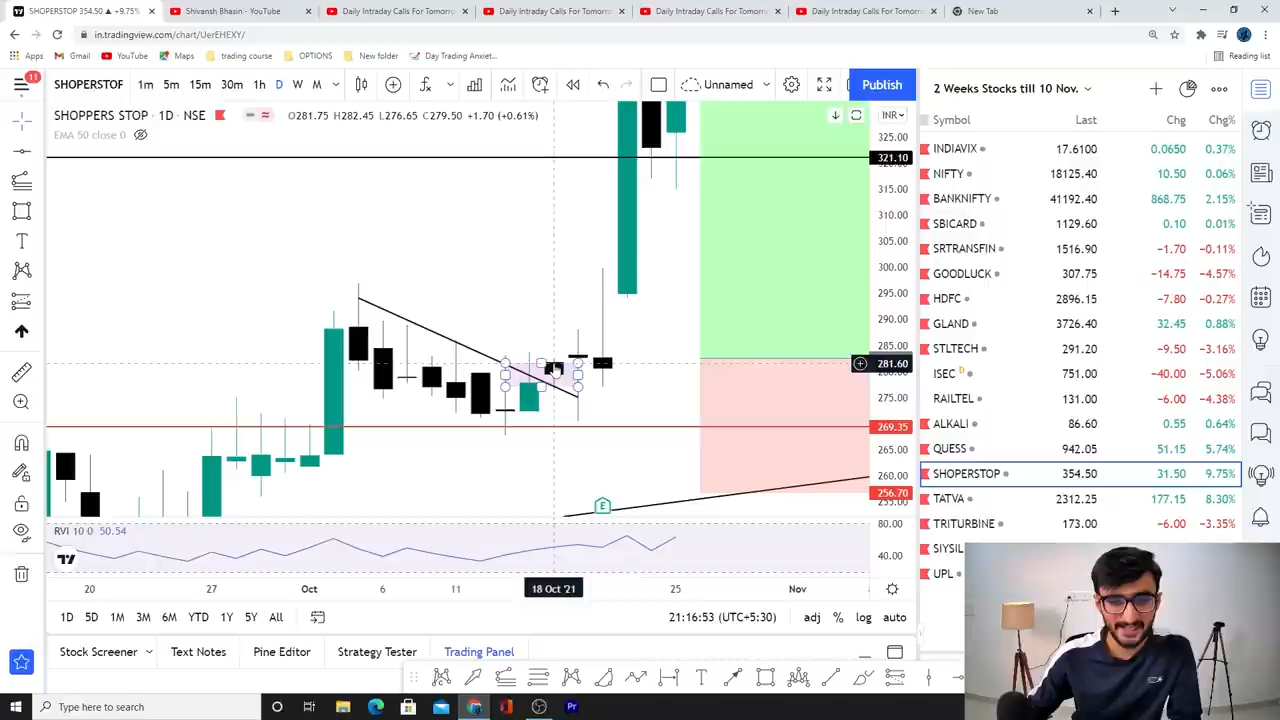 SHOPERSTOP 354.50 ▲ +9.75%
Shivansh Bhasin - YouTube
Daily Intraday Calls For Tomorro
Daily Intraday Calls For Tomorro
Daily Intraday Calls For Tomorro
Daily Intraday Calls For Tomorro
New Tab
in.tradingview.com/chart/UerEHEXY/
Apps
Gmail
YouTube
Maps
trading course
OPTIONS
New folder
Day Trading Anxiet...
Reading list
11
SHOPERSTOP
1m 5m 15m 30m 1h D W M
Unnamed
Publish
SHOPPERS STOP · 1D · NSE
O281.75 H282.45 L276.65 C279.50 +1.70 (+0.61%)
EMA 50 close 0
INR
325.00
321.10
315.00
310.00
305.00
300.00
295.00
290.00
285.00
281.60
275.00
269.35
265.00
260.00
256.70
255.00
E
RVI 10 0 50.54
80.00
40.00
20 27 Oct 6 11 18 Oct '21 25 Nov
1D 5D 1M 3M 6M YTD 1Y 5Y All
21:16:53 (UTC+5:30)
adj % log auto
Stock Screener
Text Notes
Pine Editor
Strategy Tester
Trading Panel
2 Weeks Stocks till 10 Nov.
Symbol Last Chg Chg%
INDIAVIX 17.6100 0.0650 0.37%
NIFTY 18125.40 10.50 0.06%
BANKNIFTY 41192.40 868.75 2.15%
SBICARD 1129.60 0.10 0.01%
SRTRANSFIN 1516.90 −1.70 −0.11%
GOODLUCK 307.75 −14.75 −4.57%
HDFC 2896.15 −7.80 −0.27%
GLAND 3726.40 32.45 0.88%
STLTECH 291.20 −9.50 −3.16%
ISEC D 751.00 −40.00 −5.06%
RAILTEL 131.00 −6.00 −4.38%
ALKALI 86.60 0.55 0.64%
QUESS 942.05 51.15 5.74%
SHOPERSTOP 354.50 31.50 9.75%
TATVA 2312.25 177.15 8.30%
TRITURBINE 173.00 −6.00 −3.35%
SIYSIL
UPL
Type here to search
Pr